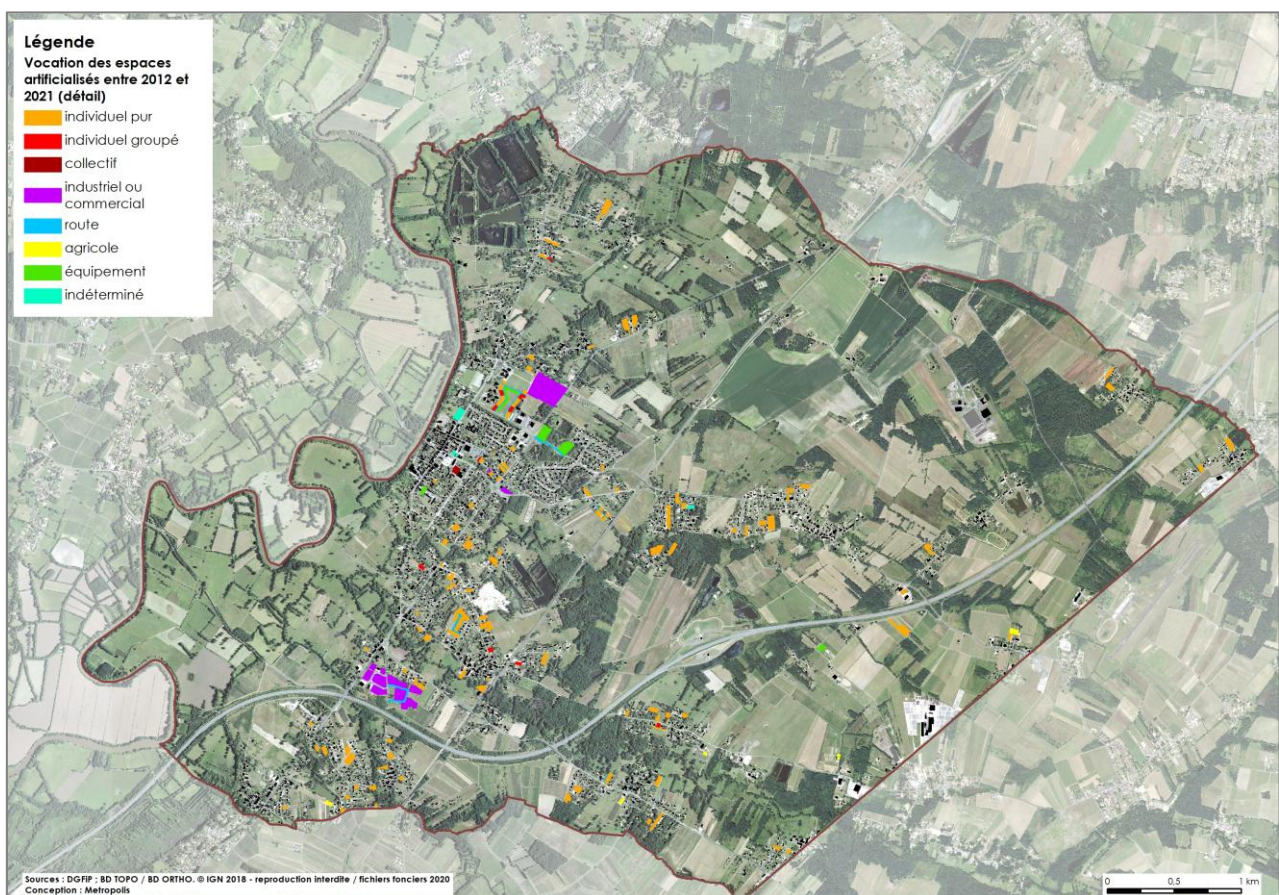 Légende
Vocation des espaces
artificialisés entre 2012 et
2021 (détail)
individuel pur
individuel groupé
collectif
industriel ou
commercial
route
agricole
équipement
indéterminé
Sources : DGFiP ; BD TOPO / BD ORTHO. © IGN 2018 - reproduction interdite / fichiers fonciers 2020
Conception : Metropolis
0 0,5 1 km